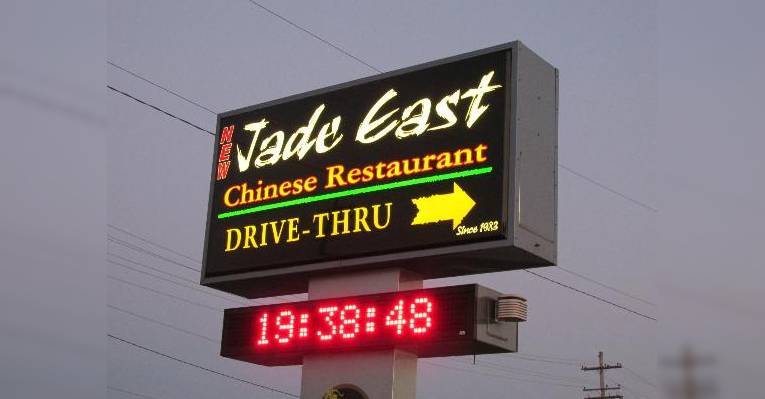 NEW
Jade East
Chinese Restaurant
DRIVE-THRU
Since 1983
19:38:48